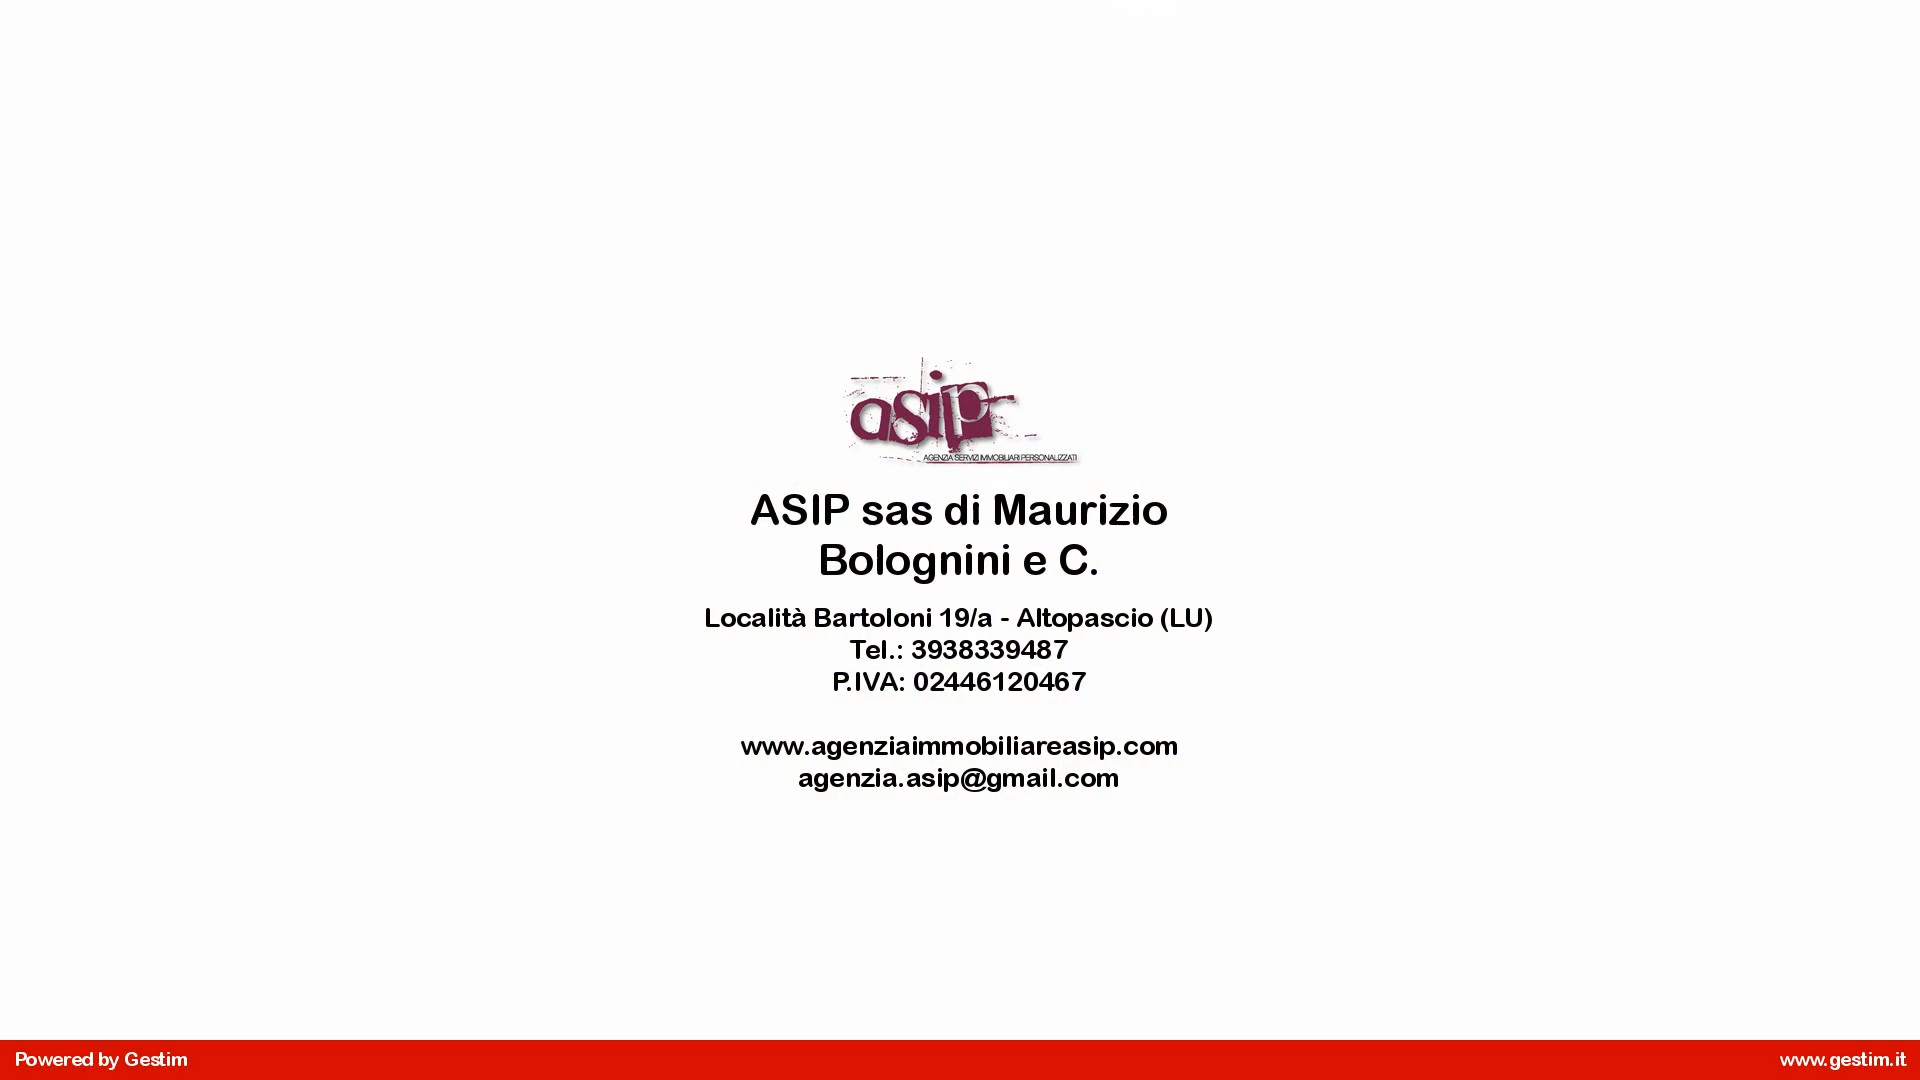 asip
AGENZIA SERVIZI IMMOBILIARI PERSONALIZZATI
ASIP sas di Maurizio
Bolognini e C.
Località Bartoloni 19/a - Altopascio (LU)
Tel.: 3938339487
P.IVA: 02446120467
www.agenziaimmobiliareasip.com
agenzia.asip@gmail.com
Powered by Gestim
www.gestim.it